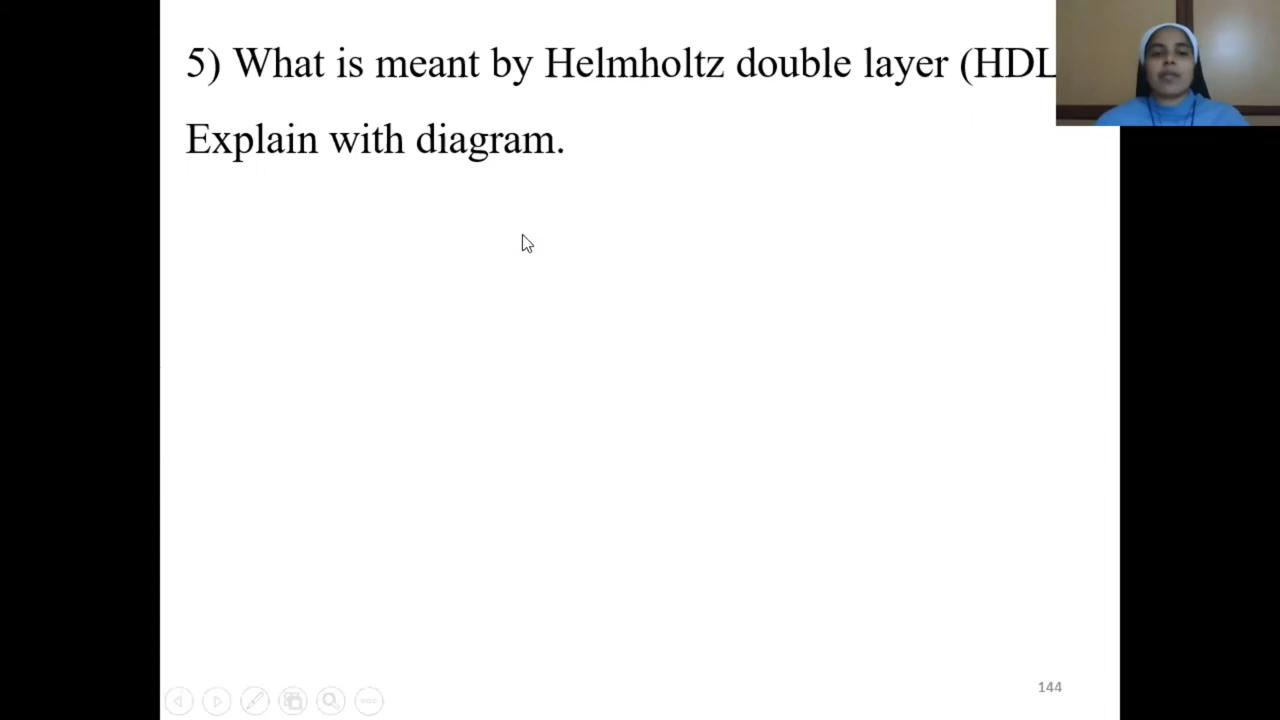 5) What is meant by Helmholtz double layer (HDL
Explain with diagram.
144